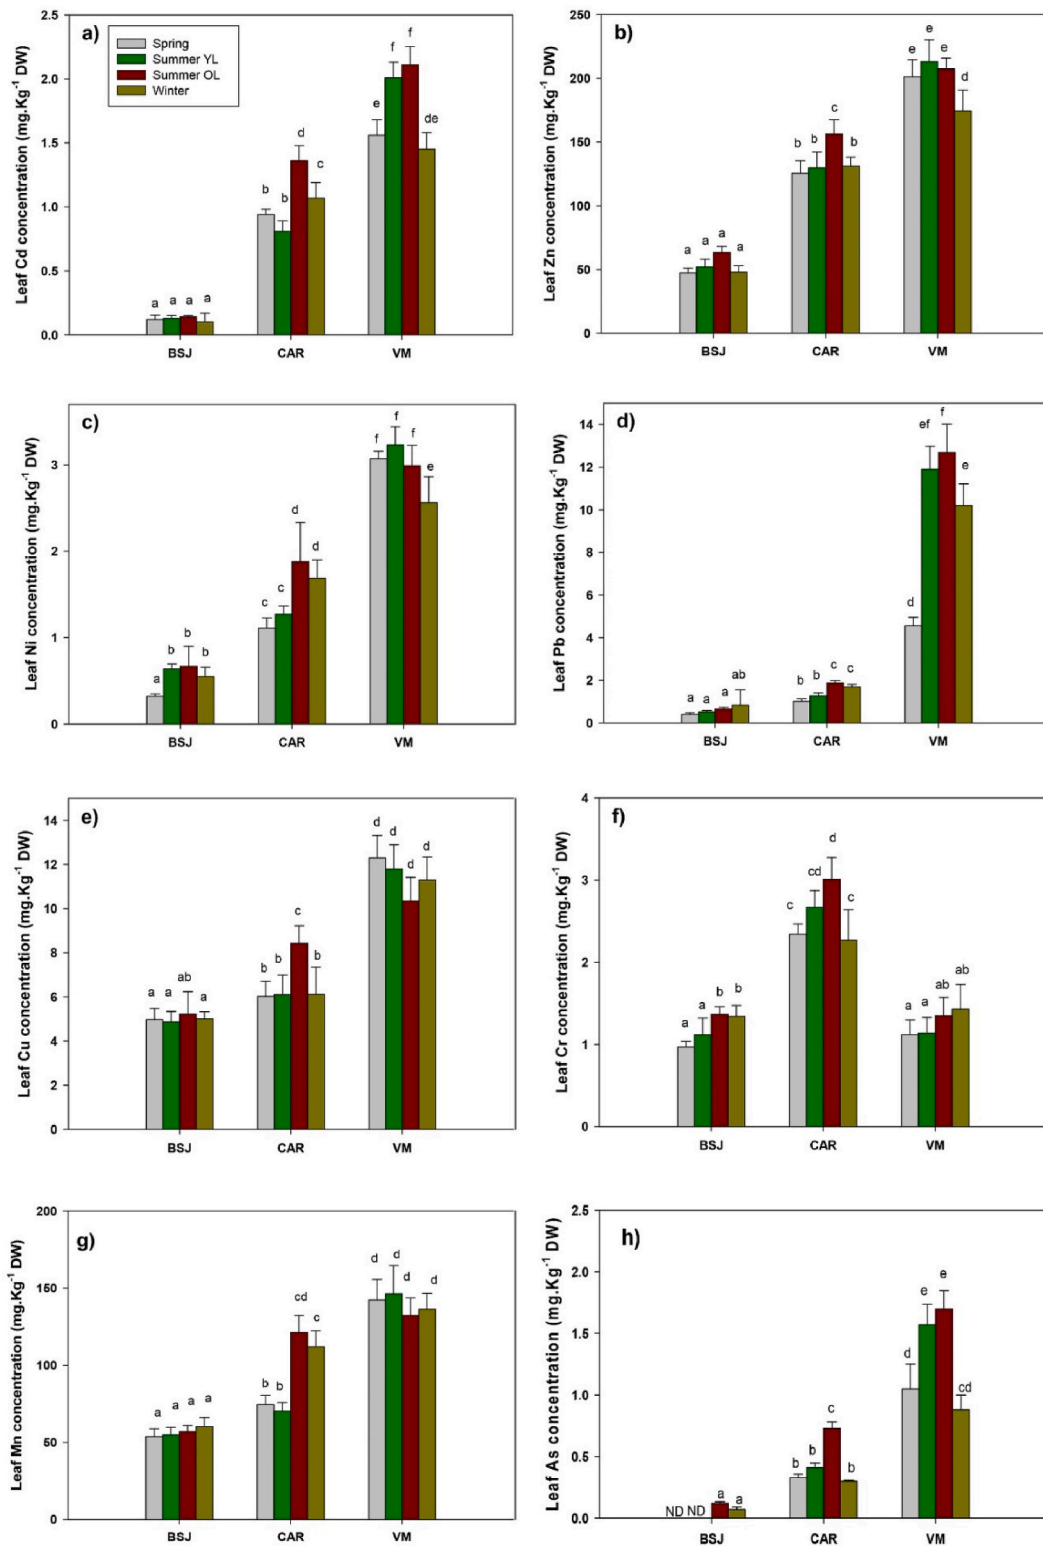 a)
Spring
Summer YL
Summer OL
Winter
Leaf Cd concentration (mg.Kg⁻¹ DW)
2.5
2.0
1.5
1.0
0.5
0.0
a a a a
b b d c
e f f de
BSJ CAR VM
b)
Leaf Zn concentration (mg.Kg⁻¹ DW)
250
200
150
100
50
0
a a a a
b b c b
e e e d
BSJ CAR VM
c)
Leaf Ni concentration (mg.Kg⁻¹ DW)
3
2
1
0
a b b b
c c d d
f f f e
BSJ CAR VM
d)
Leaf Pb concentration (mg.Kg⁻¹ DW)
14
12
10
8
6
4
2
0
a a a ab
b b c c
d ef f e
BSJ CAR VM
e)
Leaf Cu concentration (mg.Kg⁻¹ DW)
14
12
10
8
6
4
2
0
a a ab a
b b c b
d d d d
BSJ CAR VM
f)
Leaf Cr concentration (mg.Kg⁻¹ DW)
4
3
2
1
0
a a b b
c cd d c
a a ab ab
BSJ CAR VM
g)
Leaf Mn concentration (mg.Kg⁻¹ DW)
200
150
100
50
0
a a a a
b b cd c
d d d d
BSJ CAR VM
h)
Leaf As concentration (mg.Kg⁻¹ DW)
2.5
2.0
1.5
1.0
0.5
0.0
ND ND a a
b b c b
d e e cd
BSJ CAR VM